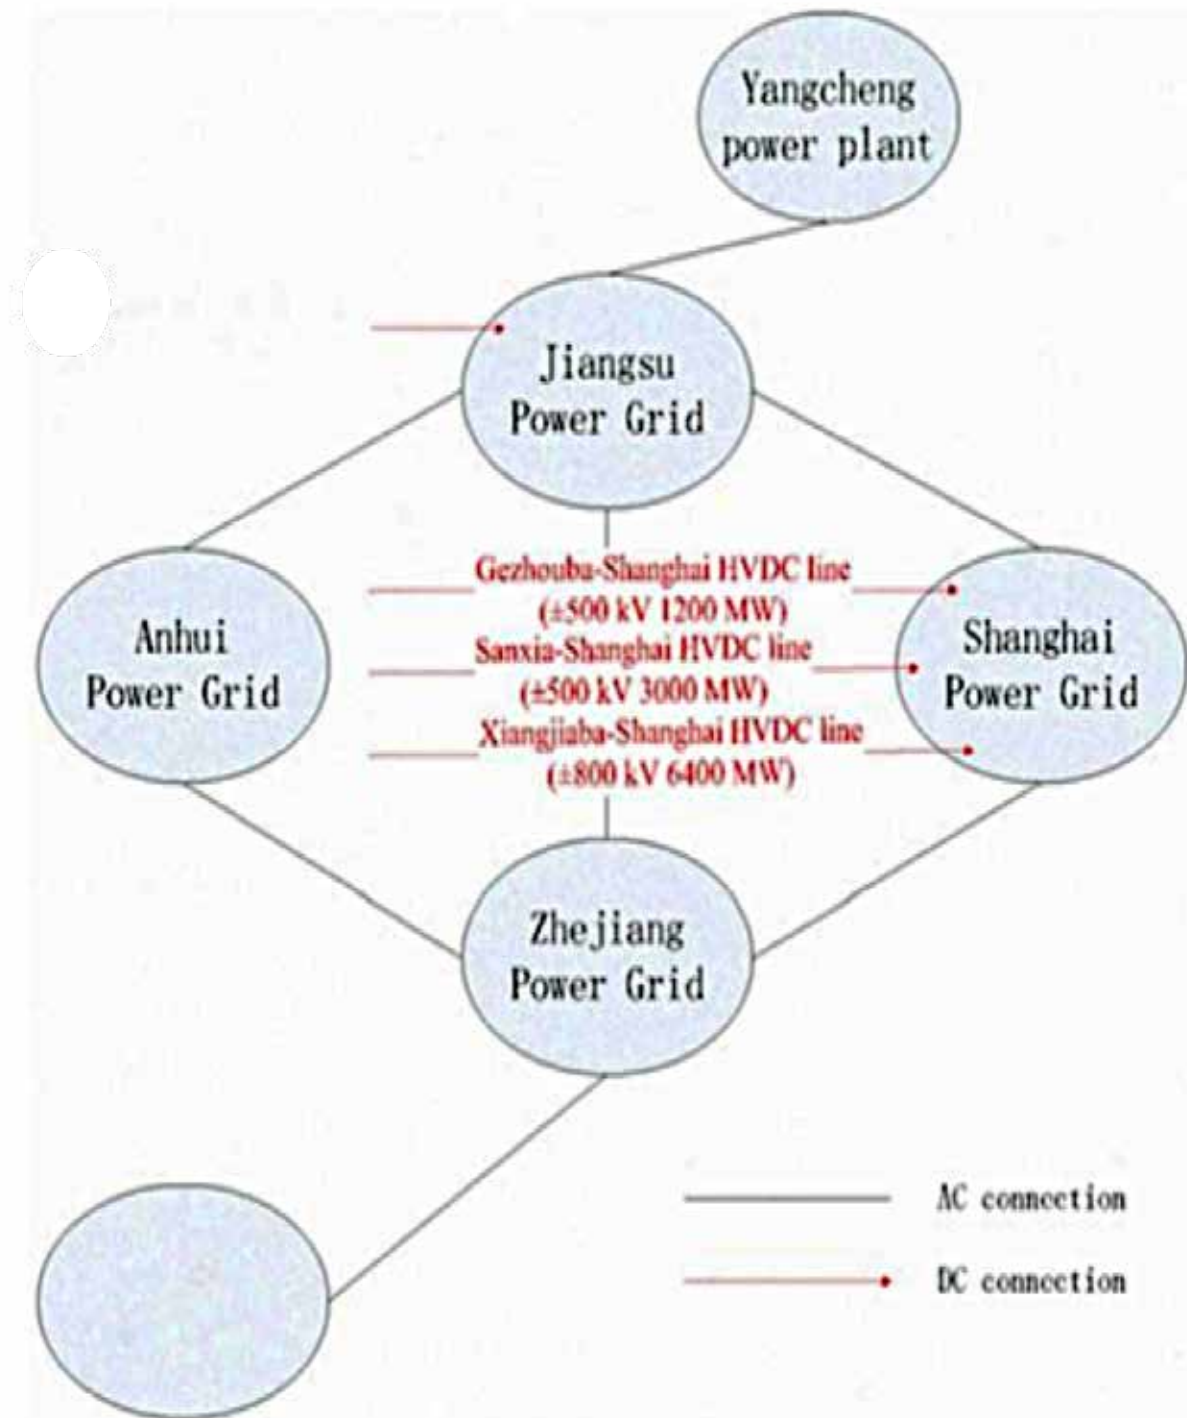 Yangcheng
power plant
Jiangsu
Power Grid
Gezhouba-Shanghai HVDC line
(±500 kV 1200 MW)
Anhui
Power Grid
Sanxia-Shanghai HVDC line
(±500 kV 3000 MW)
Shanghai
Power Grid
Xiangjiaba-Shanghai HVDC line
(±800 kV 6400 MW)
Zhejiang
Power Grid
AC connection
DC connection